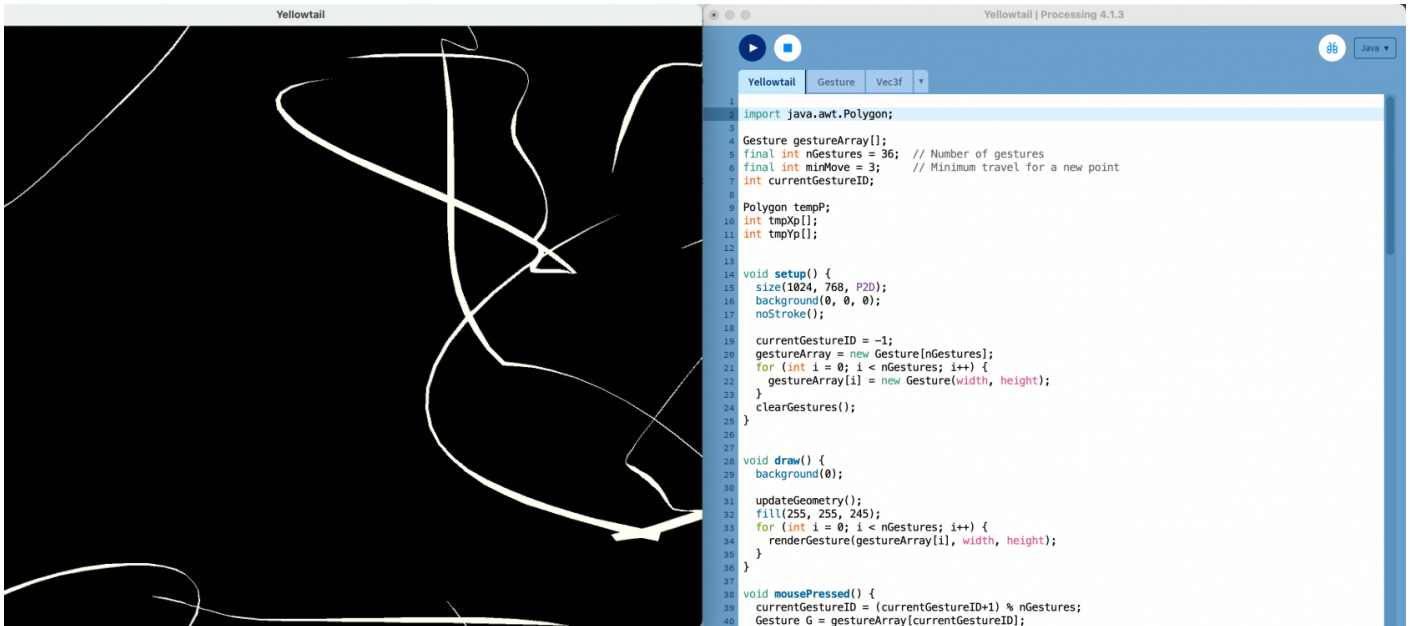 Yellowtail
Yellowtail | Processing 4.1.3
Java ▾
Yellowtail Gesture Vec3f ▾
1
2 import java.awt.Polygon;
3
4 Gesture gestureArray[];
5 final int nGestures = 36;  // Number of gestures
6 final int minMove = 3;     // Minimum travel for a new point
7 int currentGestureID;
8
9 Polygon tempP;
10 int tmpXp[];
11 int tmpYp[];
12
13
14 void setup() {
15   size(1024, 768, P2D);
16   background(0, 0, 0);
17   noStroke();
18
19   currentGestureID = -1;
20   gestureArray = new Gesture[nGestures];
21   for (int i = 0; i < nGestures; i++) {
22     gestureArray[i] = new Gesture(width, height);
23   }
24   clearGestures();
25 }
26
27
28 void draw() {
29   background(0);
30
31   updateGeometry();
32   fill(255, 255, 245);
33   for (int i = 0; i < nGestures; i++) {
34     renderGesture(gestureArray[i], width, height);
35   }
36 }
37
38 void mousePressed() {
39   currentGestureID = (currentGestureID+1) % nGestures;
40   Gesture G = gestureArray[currentGestureID];